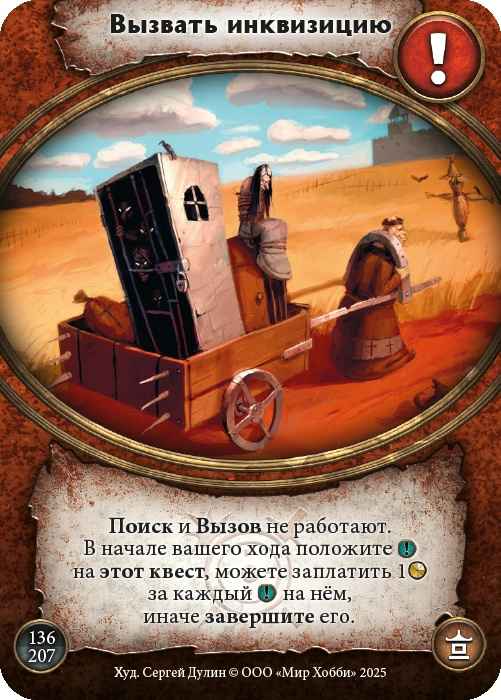 Вызвать инквизицию
!
Поиск и Вызов не работают.
В начале вашего хода положите !
на этот квест, можете заплатить 1
за каждый ! на нём,
иначе завершите его.
136
207
Худ. Сергей Дулин © ООО «Мир Хобби» 2025